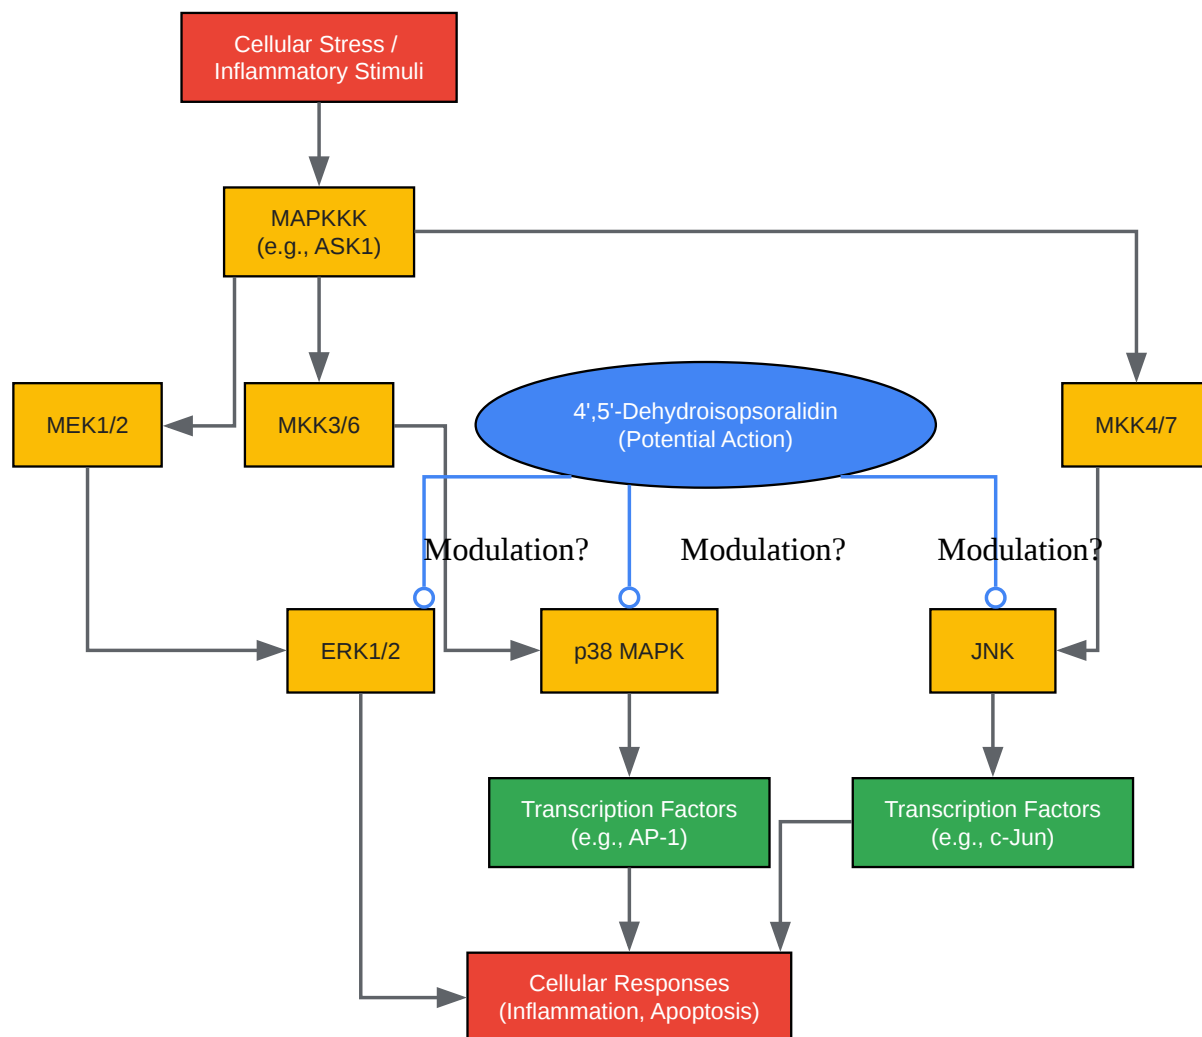 Cellular Stress /
Inflammatory Stimuli
MAPKKK
(e.g., ASK1)
MEK1/2
MKK3/6
4',5'-Dehydroisopsoralidin
(Potential Action)
MKK4/7
Modulation?
Modulation?
Modulation?
ERK1/2
p38 MAPK
JNK
Transcription Factors
(e.g., AP-1)
Transcription Factors
(e.g., c-Jun)
Cellular Responses
(Inflammation, Apoptosis)